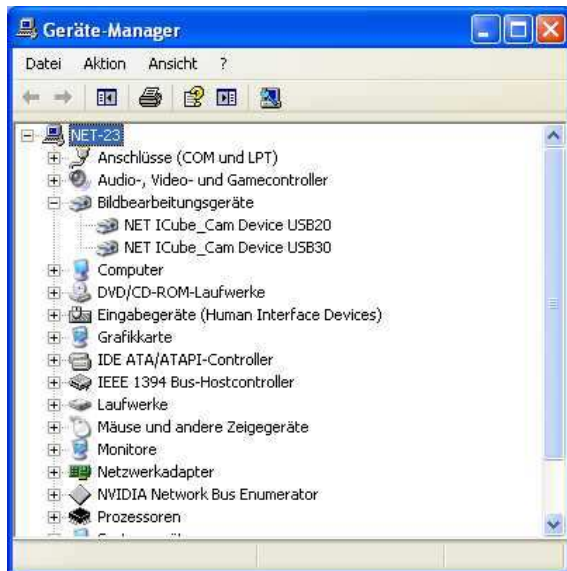 Geräte-Manager
Datei Aktion Ansicht ?
NET-23
Anschlüsse (COM und LPT)
Audio-, Video- und Gamecontroller
Bildbearbeitungsgeräte
NET ICube_Cam Device USB20
NET ICube_Cam Device USB30
Computer
DVD/CD-ROM-Laufwerke
Eingabegeräte (Human Interface Devices)
Grafikkarte
IDE ATA/ATAPI-Controller
IEEE 1394 Bus-Hostcontroller
Laufwerke
Mäuse und andere Zeigegeräte
Monitore
Netzwerkadapter
NVIDIA Network Bus Enumerator
Prozessoren